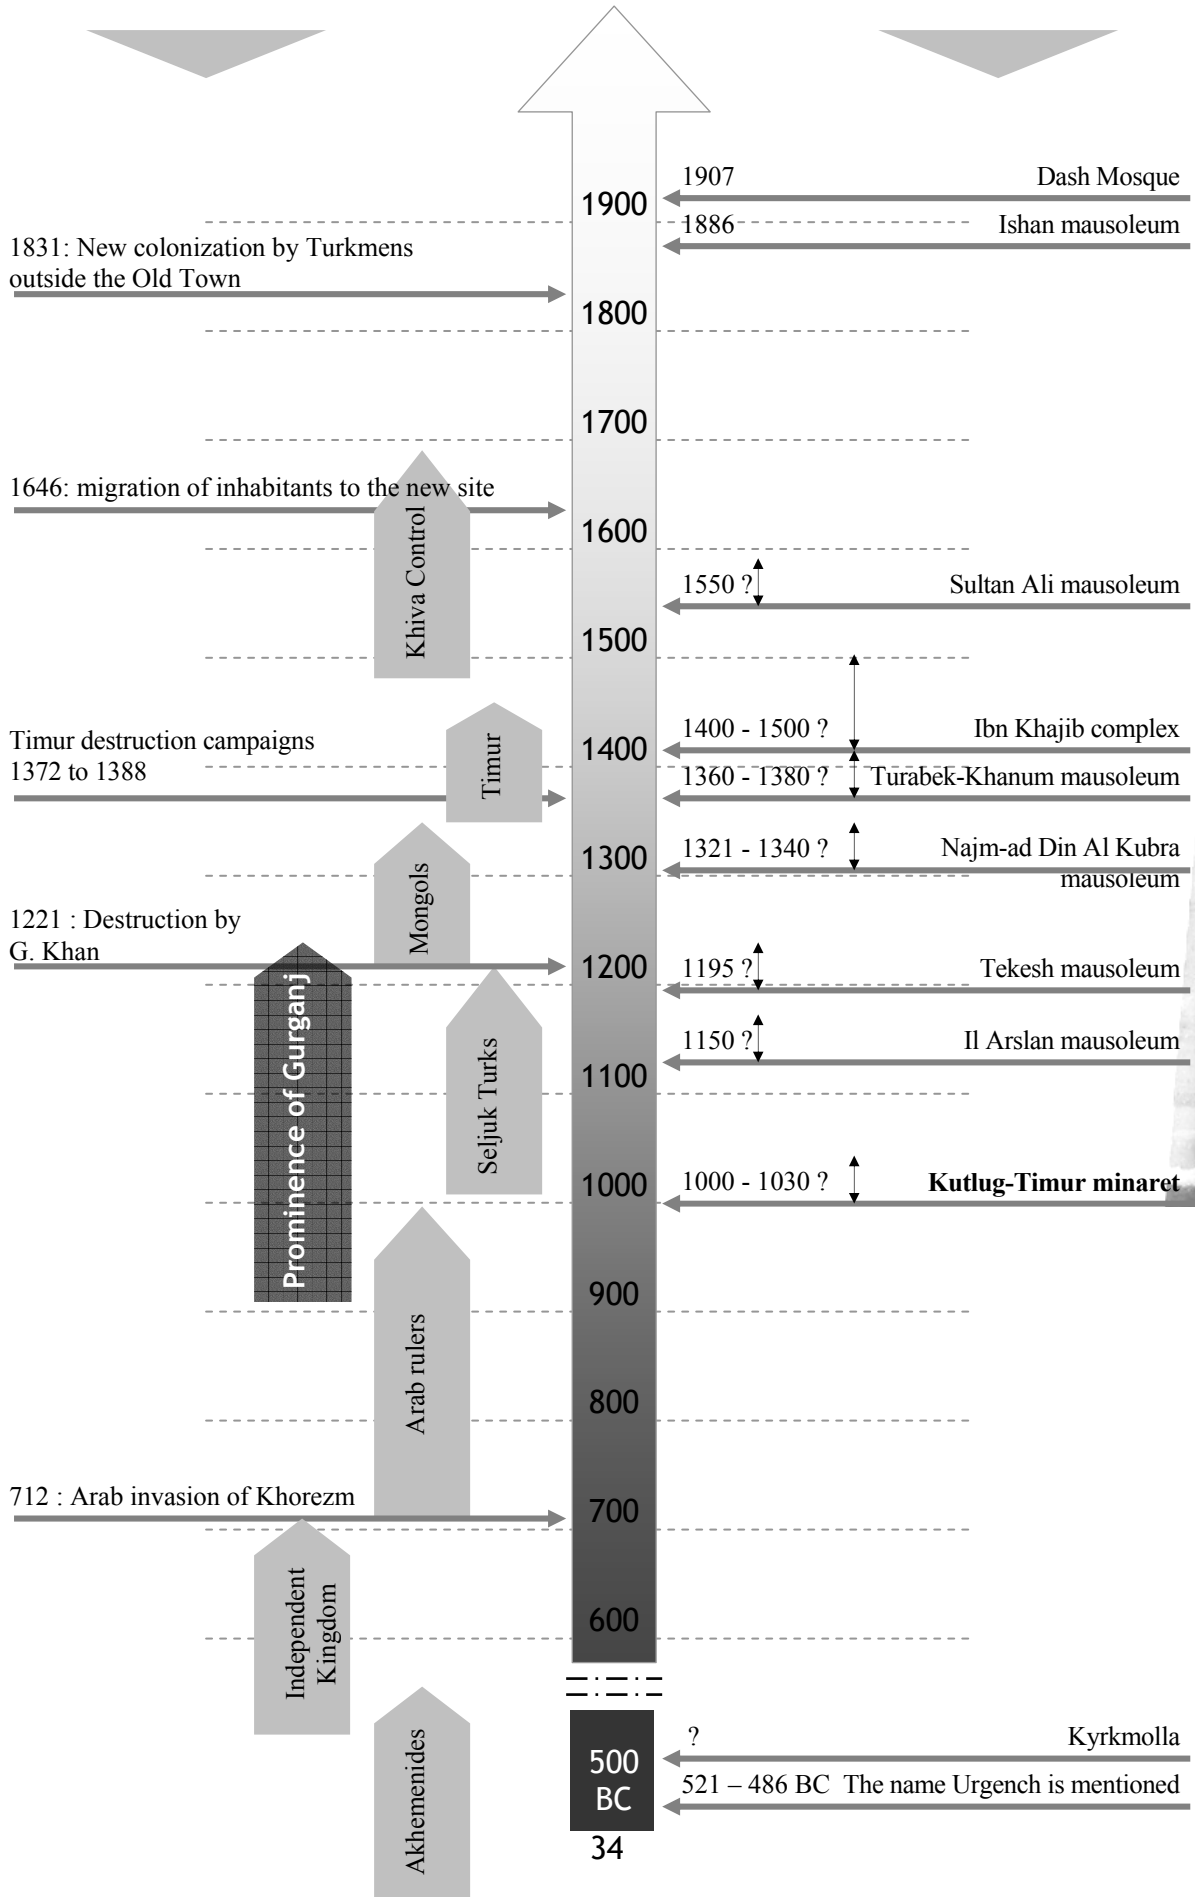 1907
Dash Mosque
1900
1886
Ishan mausoleum
1831: New colonization by Turkmens
outside the Old Town
1800
1700
1646: migration of inhabitants to the new site
1600
Khiva Control
1550 ?
Sultan Ali mausoleum
1500
1400 - 1500 ?
Ibn Khajib complex
Timur destruction campaigns
1372 to 1388
Timur
1400
1360 - 1380 ?
Turabek-Khanum mausoleum
1321 - 1340 ?
Najm-ad Din Al Kubra
mausoleum
1300
Mongols
1221 : Destruction by
G. Khan
1200
1195 ?
Tekesh mausoleum
Prominence of Gurganj
Seljuk Turks
1150 ?
Il Arslan mausoleum
1100
1000 - 1030 ?
Kutlug-Timur minaret
1000
900
Arab rulers
800
712 : Arab invasion of Khorezm
700
Independent
Kingdom
600
Akhemenides
?
Kyrkmolla
500
BC
521 – 486 BC The name Urgench is mentioned
34